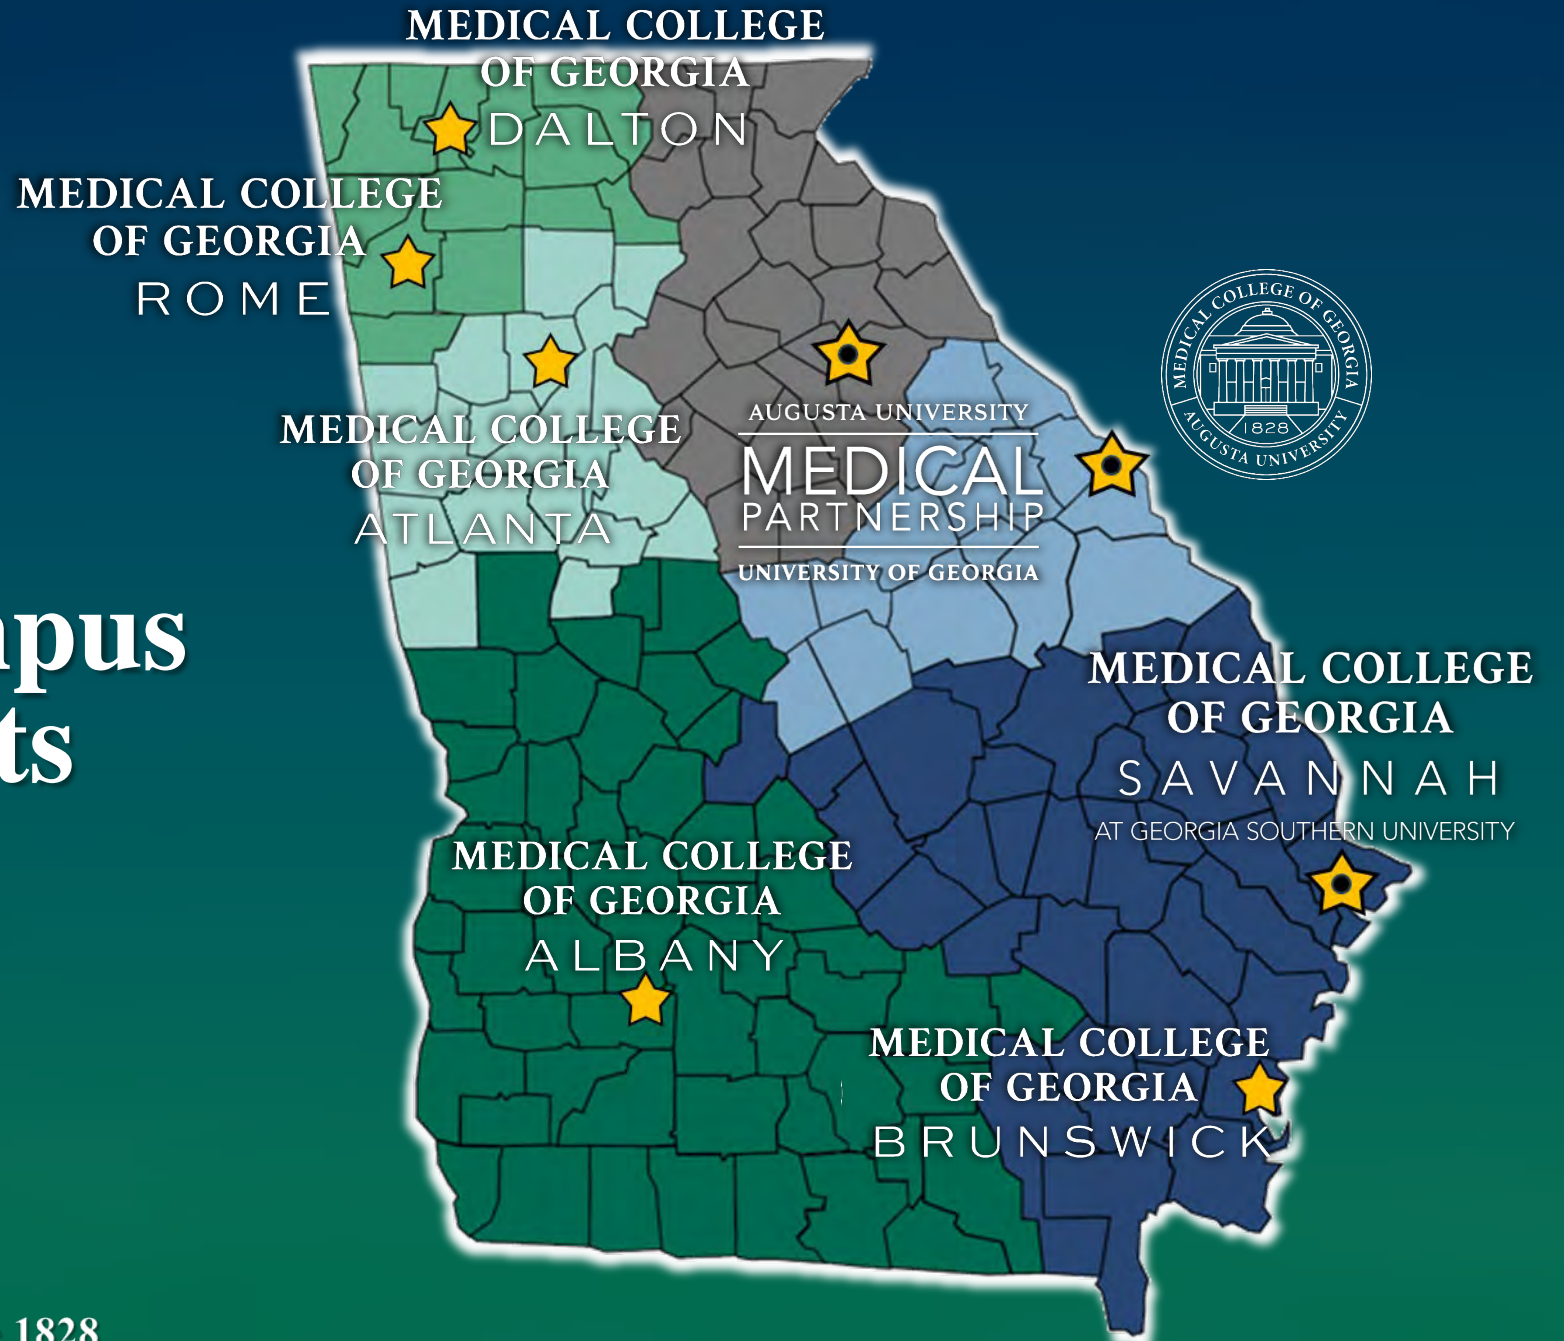 MEDICAL COLLEGE
OF GEORGIA
DALTON
MEDICAL COLLEGE
OF GEORGIA
ROME
MEDICAL COLLEGE
OF GEORGIA
ATLANTA
AUGUSTA UNIVERSITY
MEDICAL
PARTNERSHIP
UNIVERSITY OF GEORGIA
MEDICAL COLLEGE OF GEORGIA
1828
AUGUSTA UNIVERSITY
pus
ts
MEDICAL COLLEGE
OF GEORGIA
SAVANNAH
AT GEORGIA SOUTHERN UNIVERSITY
MEDICAL COLLEGE
OF GEORGIA
ALBANY
MEDICAL COLLEGE
OF GEORGIA
BRUNSWICK
1828